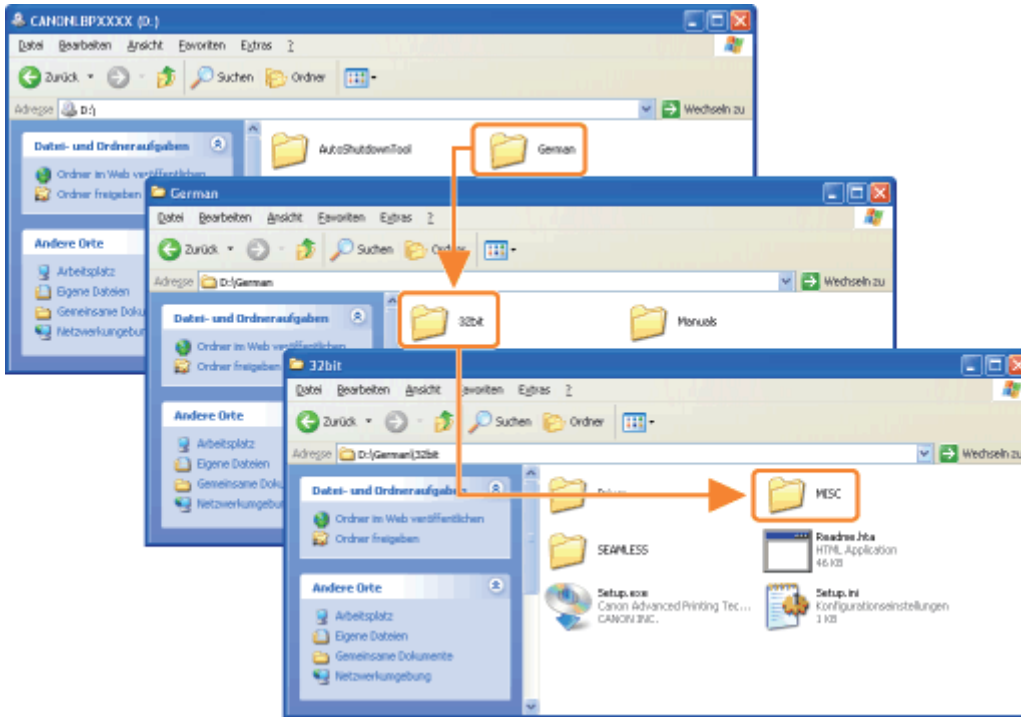 CANONLBPXXXX (D:)
Datei Bearbeiten Ansicht Favoriten Extras ?
Zurück Suchen Ordner
Adresse D:\ Wechseln zu
Datei- und Ordneraufgaben
Ordner im Web veröffentlichen
Ordner freigeben
Andere Orte
Arbeitsplatz
Eigene Dateien
Gemeinsame Doku
Netzwerkumgebur
AutoShutdownTool
German
German
Datei Bearbeiten Ansicht Favoriten Extras ?
Zurück Suchen Ordner
Adresse D:\German Wechseln zu
Datei- und Ordneraufgaben
Ordner im Web veröffentlichen
Ordner freigeben
Andere Orte
Arbeitsplatz
Eigene Dateien
Gemeinsame Doku
Netzwerkumgebur
32bit
Manuals
32bit
Datei Bearbeiten Ansicht Favoriten Extras ?
Zurück Suchen Ordner
Adresse D:\German\32bit Wechseln zu
Datei- und Ordneraufgaben
Ordner im Web veröffentlichen
Ordner freigeben
Andere Orte
Arbeitsplatz
Eigene Dateien
Gemeinsame Dokumente
Netzwerkumgebung
MISC
SEAMLESS
Readme.hta
HTML Application
46 KB
Setup.exe
Canon Advanced Printing Tec...
CANON INC.
Setup.ini
Konfigurationseinstellungen
1 KB